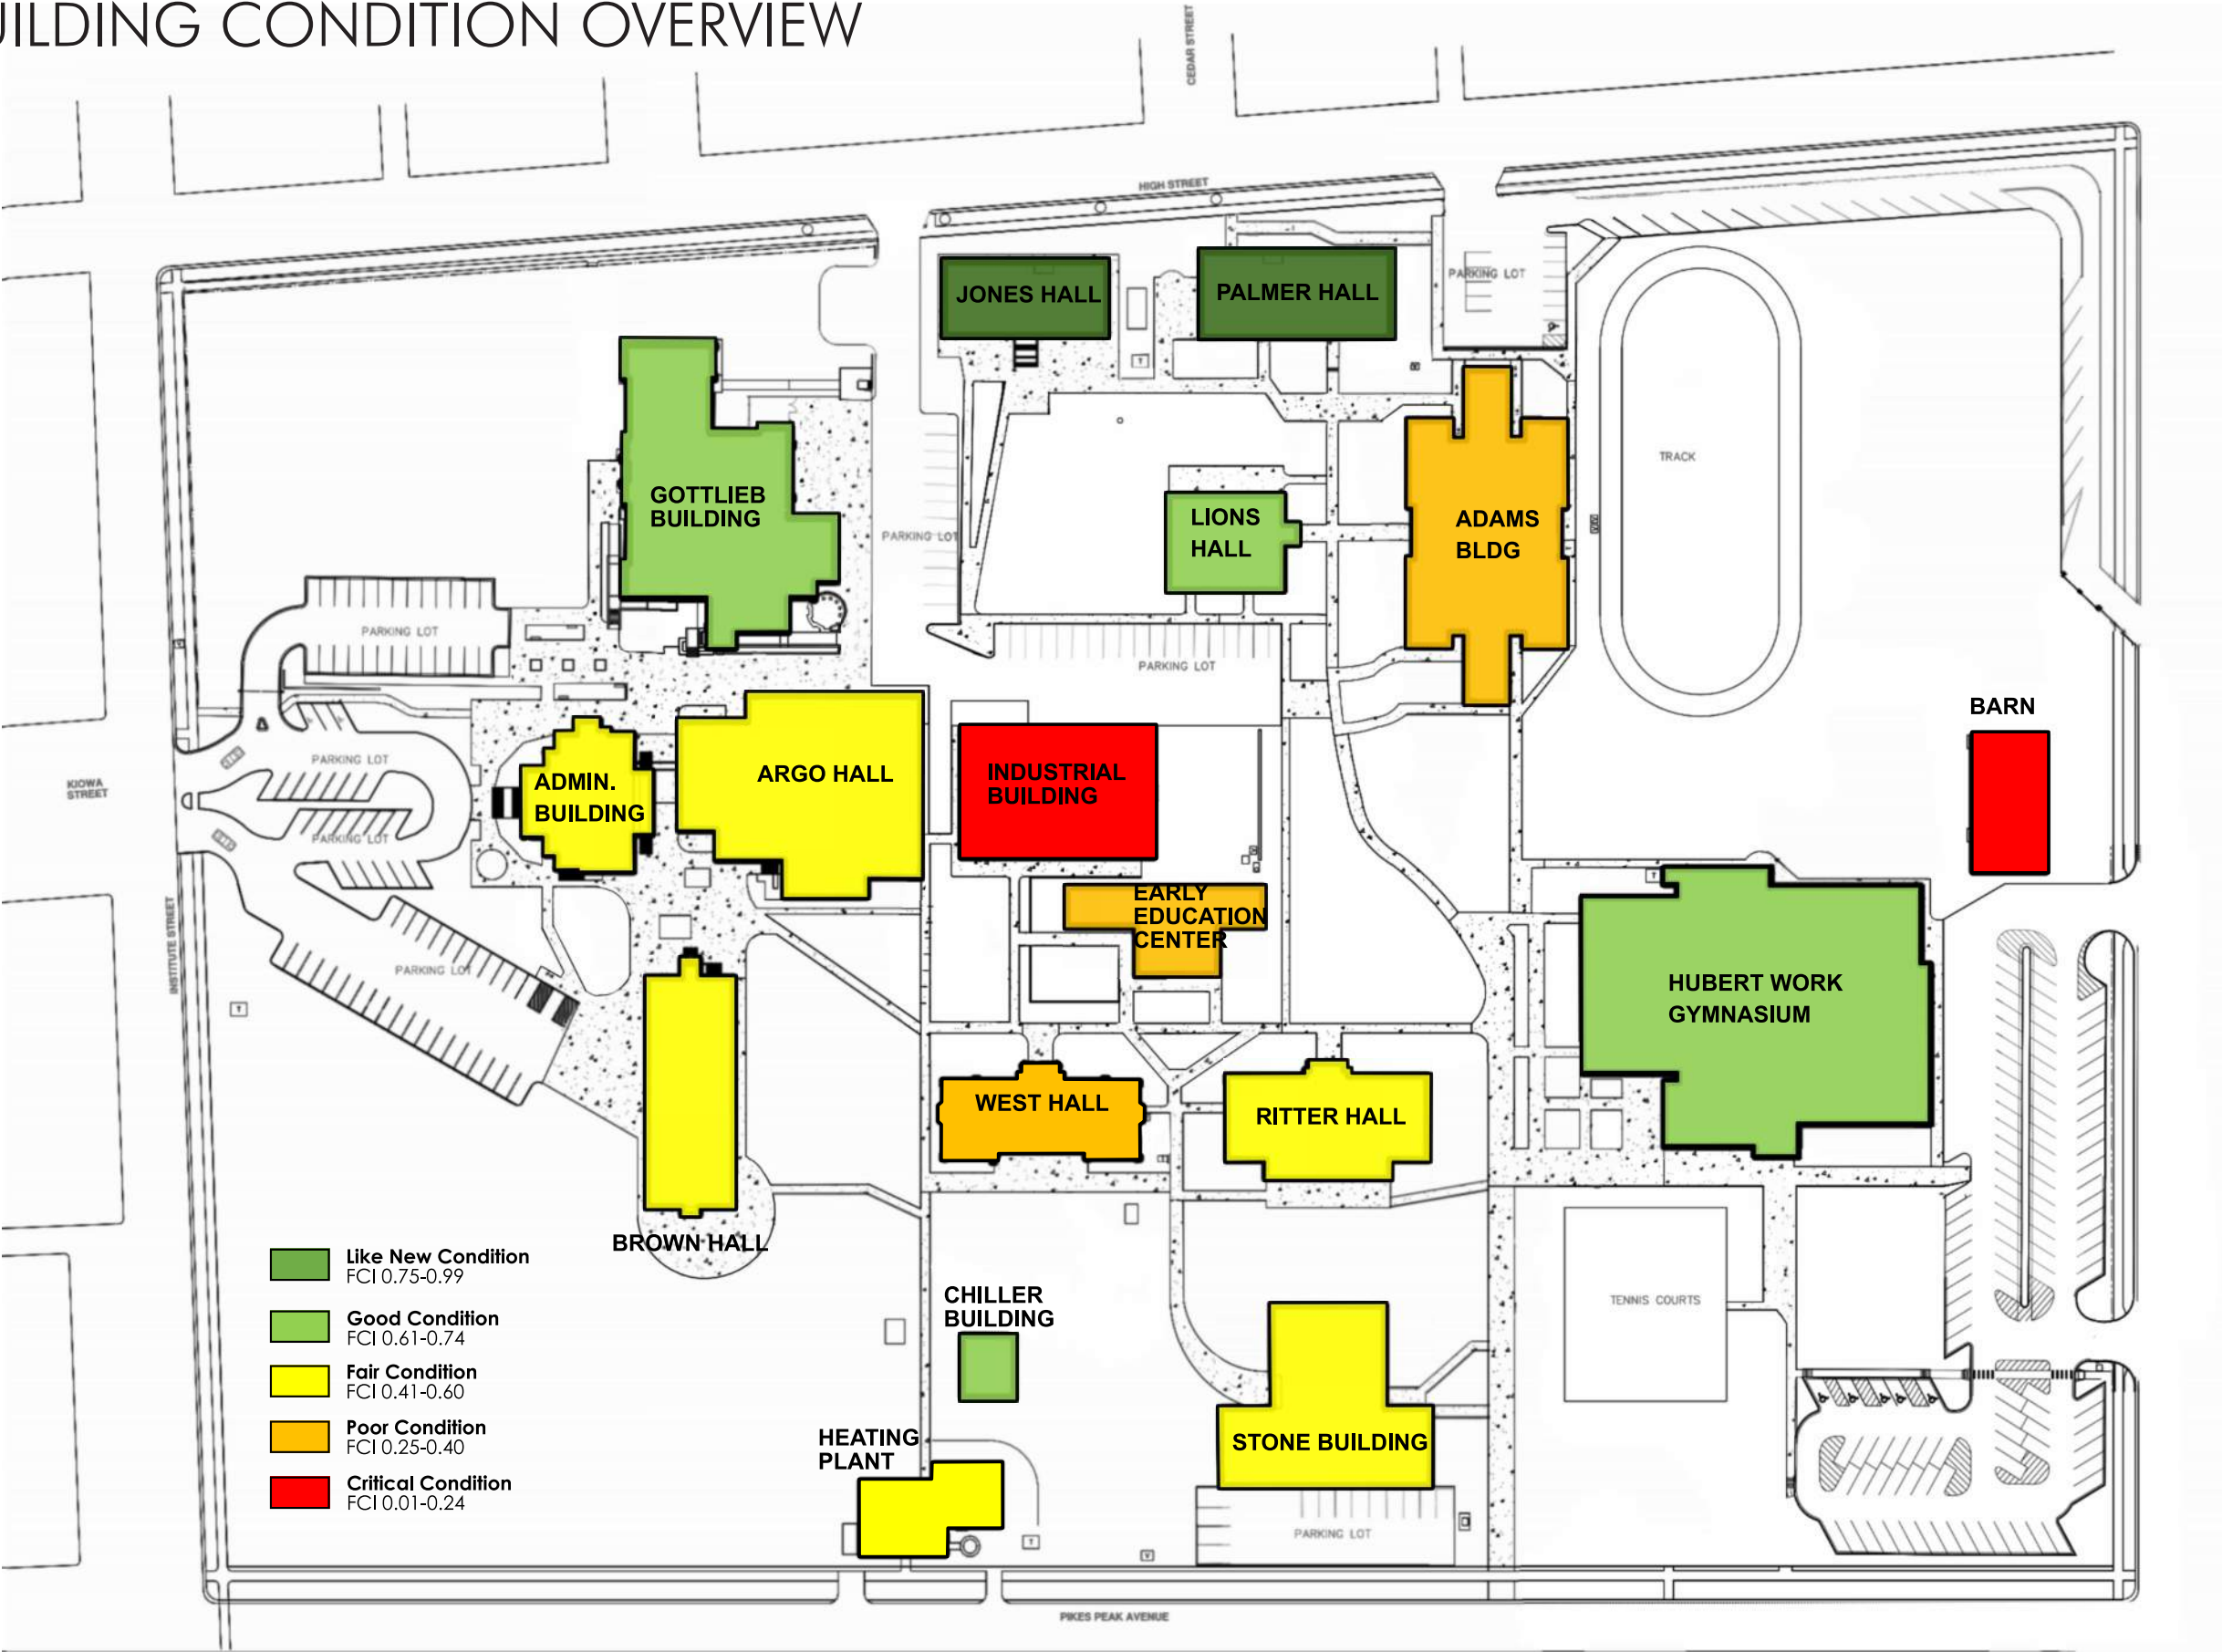 UILDING CONDITION OVERVIEW
CEDAR STREET
HIGH STREET
JONES HALL
PALMER HALL
PARKING LOT
TRACK
GOTTLIEB
BUILDING
PARKING LOT
LIONS
HALL
ADAMS
BLDG
PARKING LOT
PARKING LOT
BARN
KIOWA
STREET
PARKING LOT
PARKING LOT
ADMIN.
BUILDING
ARGO HALL
INDUSTRIAL
BUILDING
EARLY
EDUCATION
CENTER
INSTITUTE STREET
PARKING LOT
T
T
T
HUBERT WORK
GYMNASIUM
WEST HALL
RITTER HALL
BROWN HALL
Like New Condition
FCI 0.75-0.99
Good Condition
FCI 0.61-0.74
Fair Condition
FCI 0.41-0.60
Poor Condition
FCI 0.25-0.40
Critical Condition
FCI 0.01-0.24
CHILLER
BUILDING
TENNIS COURTS
HEATING
PLANT
STONE BUILDING
PARKING LOT
T
PIKES PEAK AVENUE